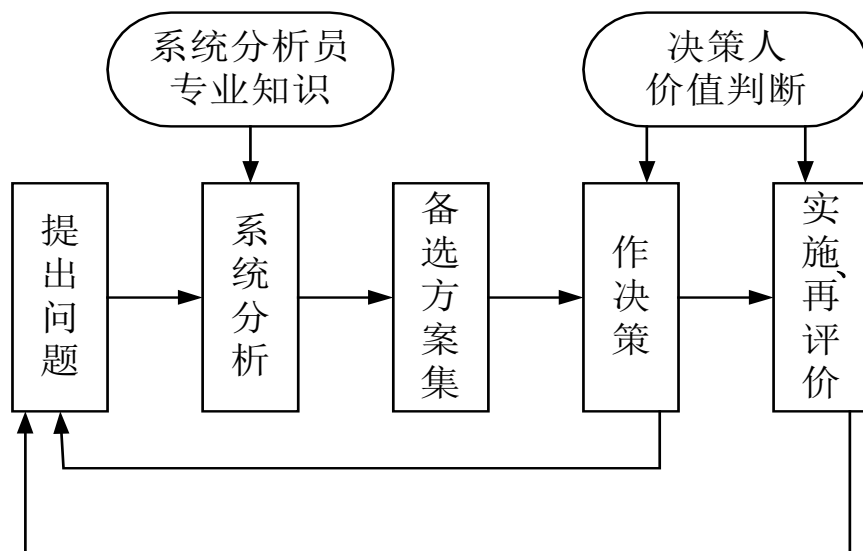 系统分析员
专业知识
决策人
价值判断
提出问题
系统分析
备选方案集
作决策
实施、再评价